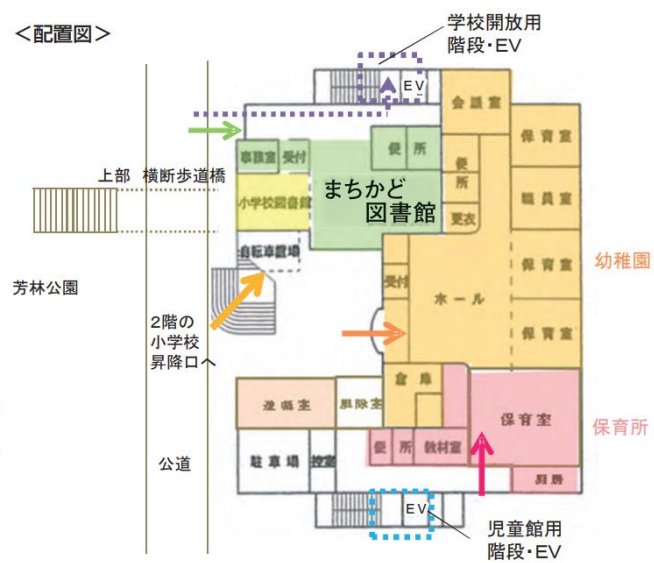 ＜配置図＞
学校開放用
階段・EV
EV
会議室
保育室
事務室
受付
便所
便所
上部 横断歩道橋
小学校図書館
まちかど
図書館
更衣
職員室
自転車置場
芳林公園
受付
ホール
保育室
幼稚園
2階の
小学校
昇降口へ
保育室
倉庫
保育室
保育所
便所
教材室
公道
駐車場
控室
厨房
EV
児童館用
階段・EV